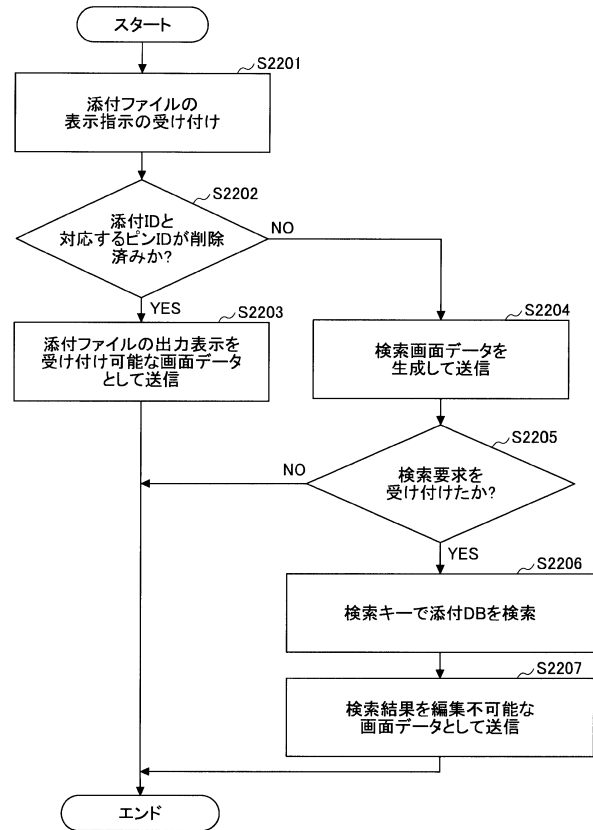 スタート
S2201
添付ファイルの
表示指示の受け付け
S2202
添付IDと
対応するピンIDが削除
済みか?
NO
YES
S2203
添付ファイルの出力表示を
受け付け可能な画面データ
として送信
S2204
検索画面データを
生成して送信
S2205
検索要求を
受け付けたか?
NO
YES
S2206
検索キーで添付DBを検索
S2207
検索結果を編集不可能な
画面データとして送信
エンド